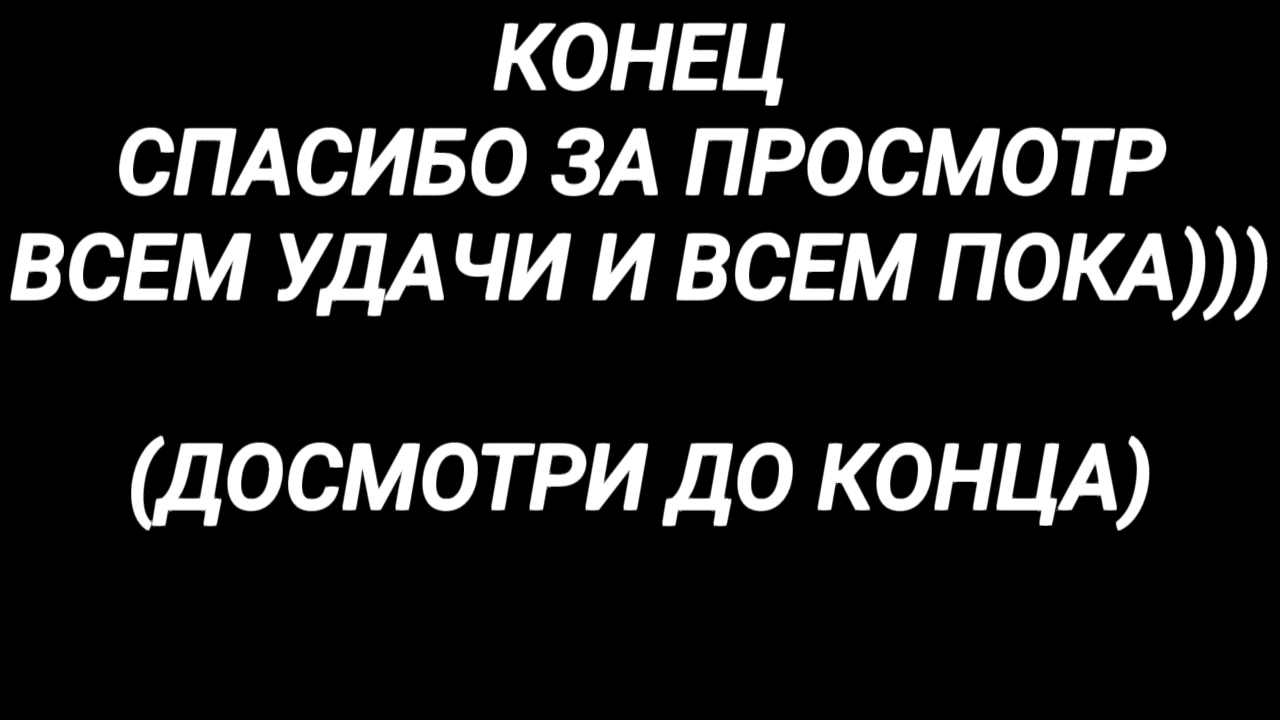 КОНЕЦ
СПАСИБО ЗА ПРОСМОТР
ВСЕМ УДАЧИ И ВСЕМ ПОКА)))
(ДОСМОТРИ ДО КОНЦА)